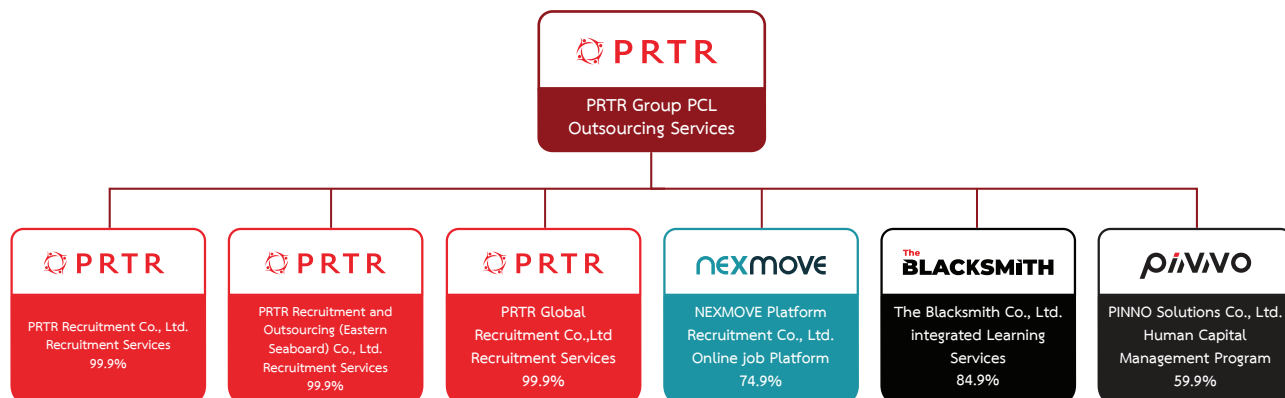 PRTR
PRTR Group PCL
Outsourcing Services
PRTR
PRTR Recruitment Co., Ltd.
Recruitment Services
99.9%
PRTR
PRTR Recruitment and
Outsourcing (Eastern
Seaboard) Co., Ltd.
Recruitment Services
99.9%
PRTR
PRTR Global
Recruitment Co.,Ltd
Recruitment Services
99.9%
nexmove
NEXMOVE Platform
Recruitment Co., Ltd.
Online job Platform
74.9%
The
BLACKSMiTH
The Blacksmith Co., Ltd.
integrated Learning
Services
84.9%
PiNNO
PINNO Solutions Co., Ltd.
Human Capital
Management Program
59.9%